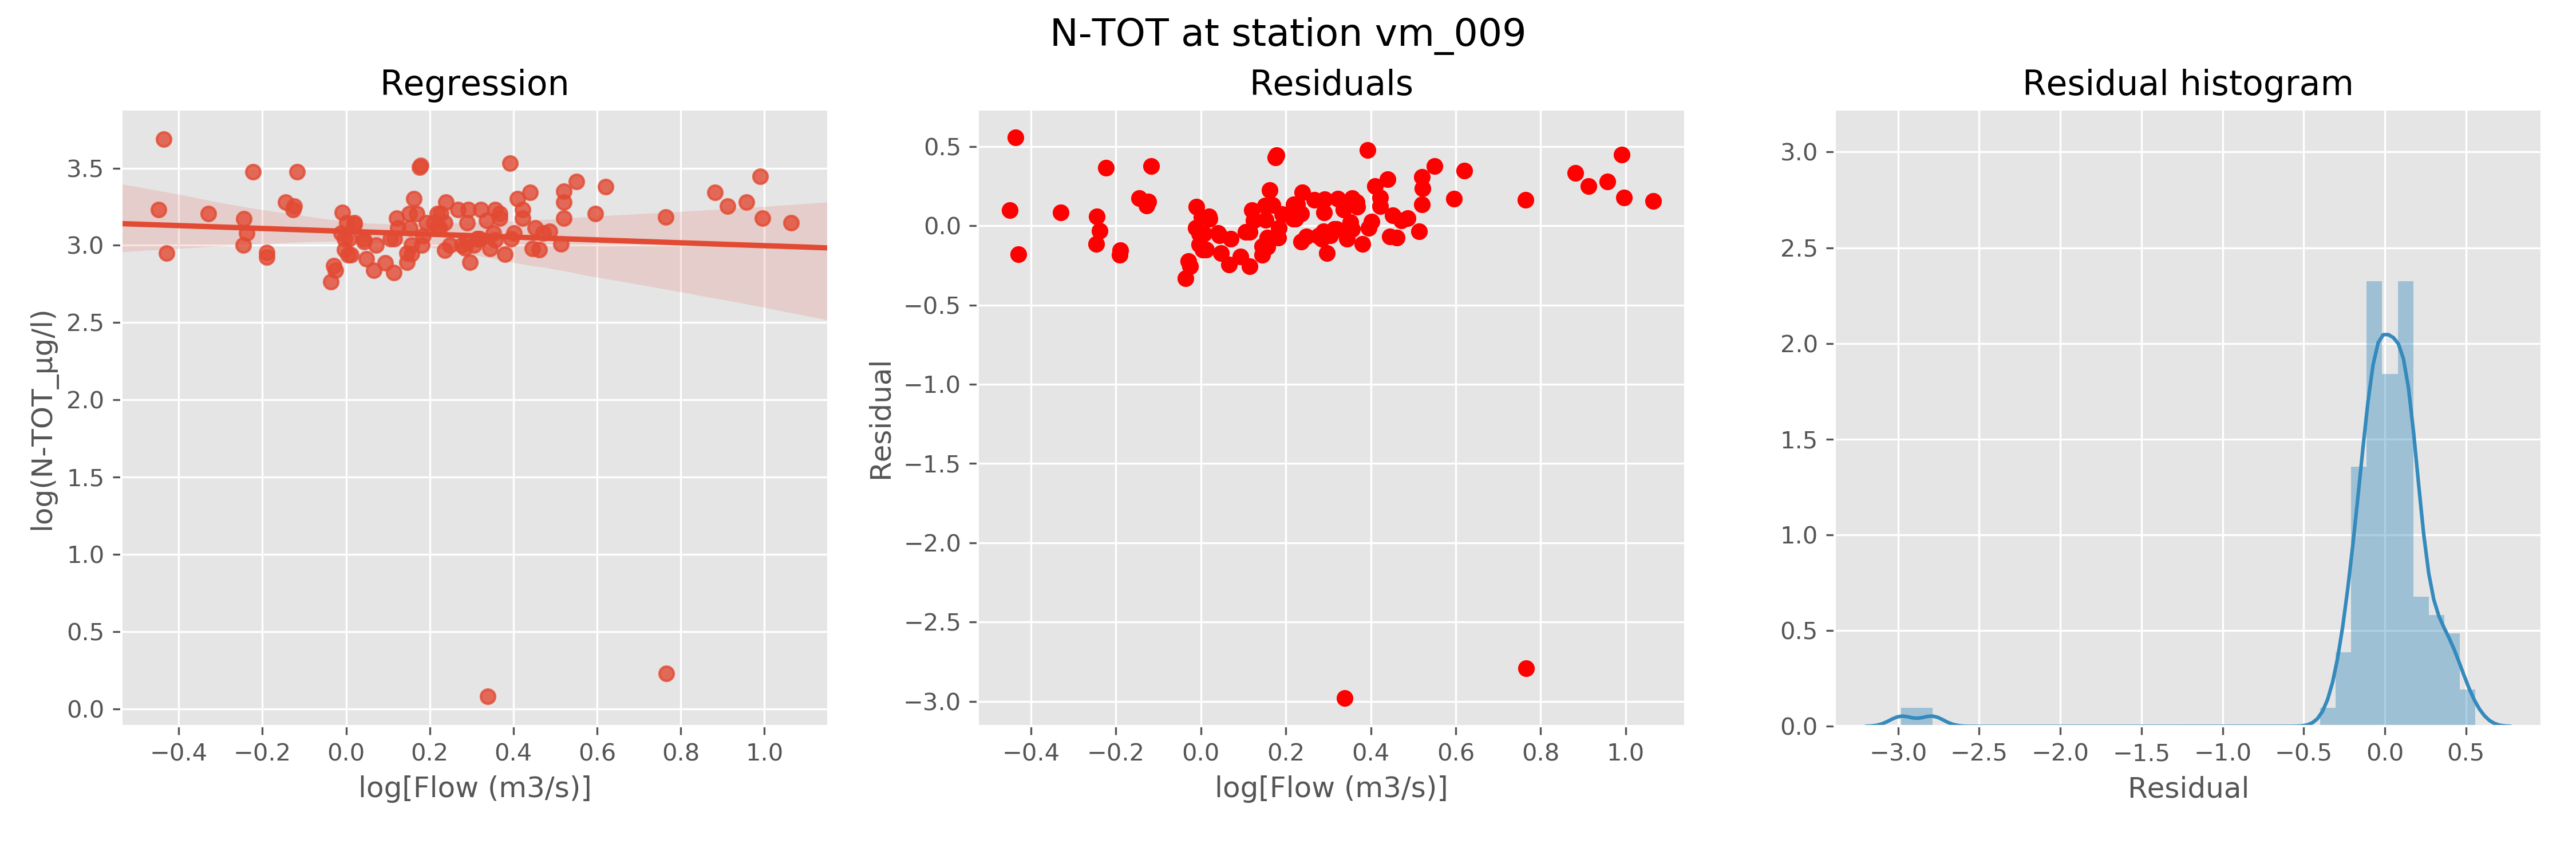 N-TOT at station vm_009
Regression
3.5
3.0
2.5
2.0
1.5
1.0
0.5
0.0
log(N-TOT_µg/l)
−0.4 −0.2 0.0 0.2 0.4 0.6 0.8 1.0
log[Flow (m3/s)]
Residuals
0.5
0.0
−0.5
−1.0
−1.5
−2.0
−2.5
−3.0
Residual
−0.4 −0.2 0.0 0.2 0.4 0.6 0.8 1.0
log[Flow (m3/s)]
Residual histogram
3.0
2.5
2.0
1.5
1.0
0.5
0.0
−3.0 −2.5 −2.0 −1.5 −1.0 −0.5 0.0 0.5
Residual